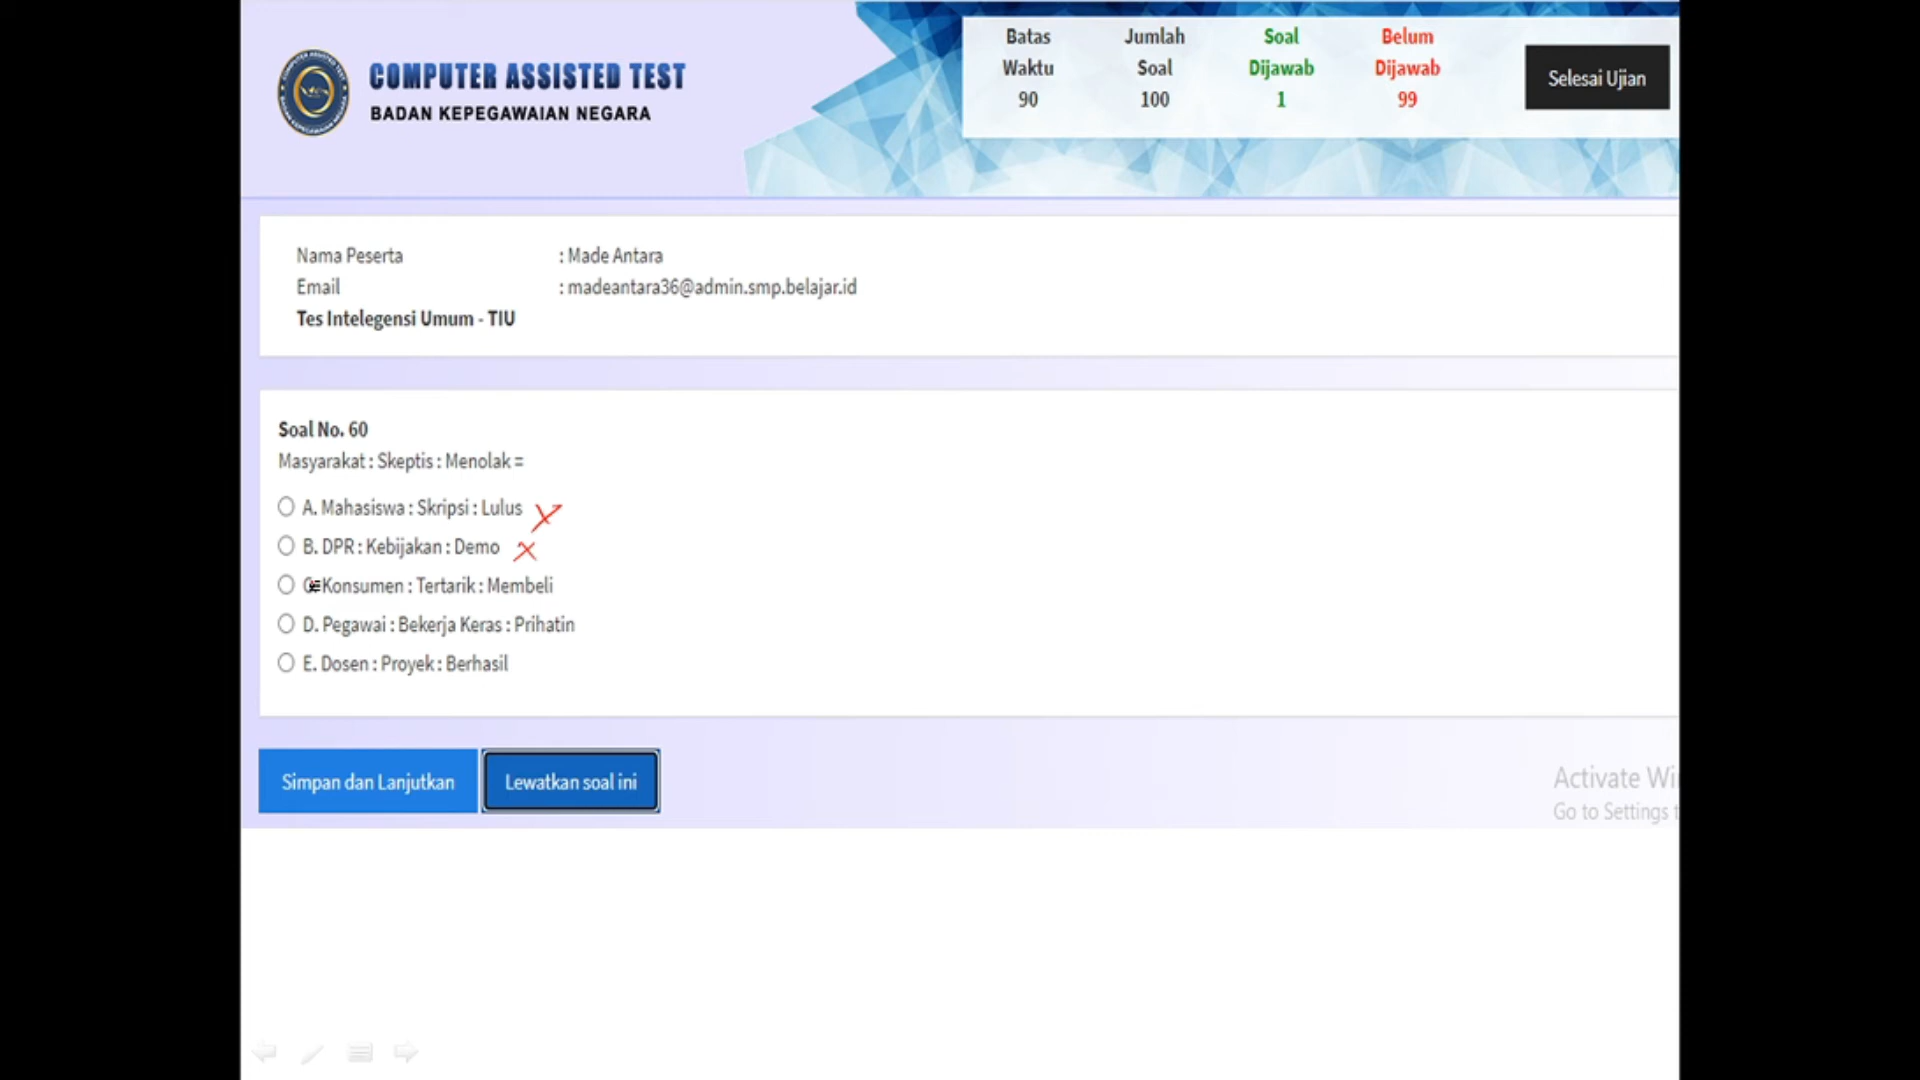 COMPUTER ASSISTED TEST
BADAN KEPEGAWAIAN NEGARA
Batas Waktu 90
Jumlah Soal 100
Soal Dijawab 1
Belum Dijawab 99
Selesai Ujian
Nama Peserta : Made Antara
Email : madeantara36@admin.smp.belajar.id
Tes Intelegensi Umum - TIU
Soal No. 60
Masyarakat : Skeptis : Menolak =
A. Mahasiswa : Skripsi : Lulus
B. DPR : Kebijakan : Demo
C. Konsumen : Tertarik : Membeli
D. Pegawai : Bekerja Keras : Prihatin
E. Dosen : Proyek : Berhasil
Simpan dan Lanjutkan
Lewatkan soal ini
Activate Wi
Go to Settings t